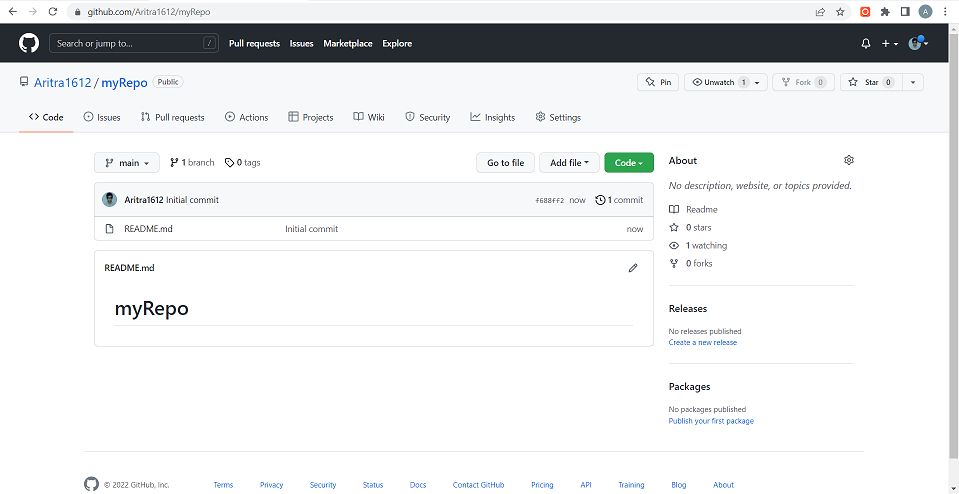 github.com/Aritra1612/myRepo
A
Search or jump to... /
Pull requests Issues Marketplace Explore
Aritra1612 / myRepo Public
Pin Unwatch 1 Fork 0 Star 0
Code Issues Pull requests Actions Projects Wiki Security Insights Settings
main 1 branch 0 tags Go to file Add file Code
Aritra1612 Initial commit f688ff2 now 1 commit
README.md Initial commit now
README.md
myRepo
About
No description, website, or topics provided.
Readme
0 stars
1 watching
0 forks
Releases
No releases published
Create a new release
Packages
No packages published
Publish your first package
© 2022 GitHub, Inc. Terms Privacy Security Status Docs Contact GitHub Pricing API Training Blog About